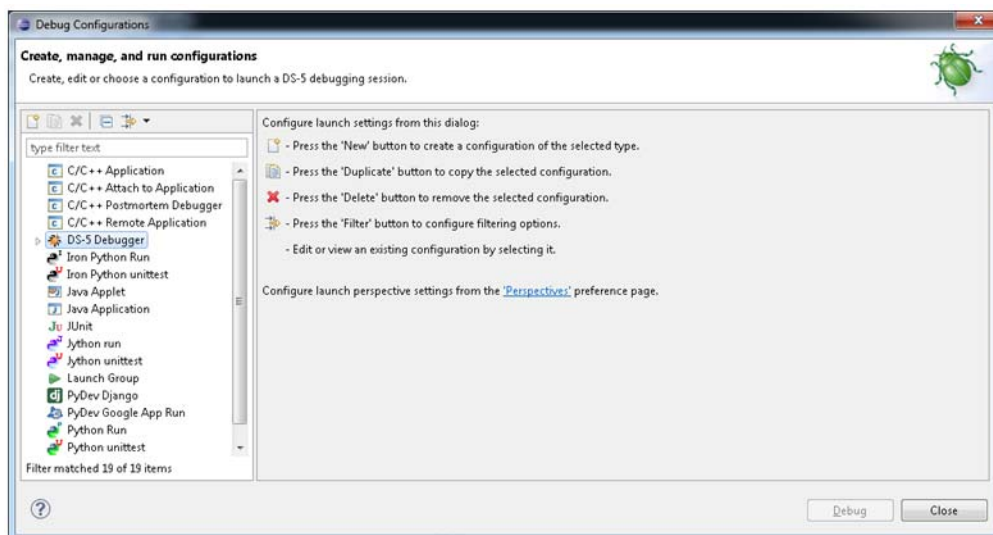 Debug Configurations
Create, manage, and run configurations
Create, edit or choose a configuration to launch a DS-5 debugging session.
type filter text
C/C++ Application
C/C++ Attach to Application
C/C++ Postmortem Debugger
C/C++ Remote Application
DS-5 Debugger
Iron Python Run
Iron Python unittest
Java Applet
Java Application
Ju JUnit
Jython run
Jython unittest
Launch Group
dj PyDev Django
PyDev Google App Run
Python Run
Python unittest
Filter matched 19 of 19 items
Configure launch settings from this dialog:
- Press the 'New' button to create a configuration of the selected type.
- Press the 'Duplicate' button to copy the selected configuration.
- Press the 'Delete' button to remove the selected configuration.
- Press the 'Filter' button to configure filtering options.
- Edit or view an existing configuration by selecting it.
Configure launch perspective settings from the 'Perspectives' preference page.
?
Debug
Close